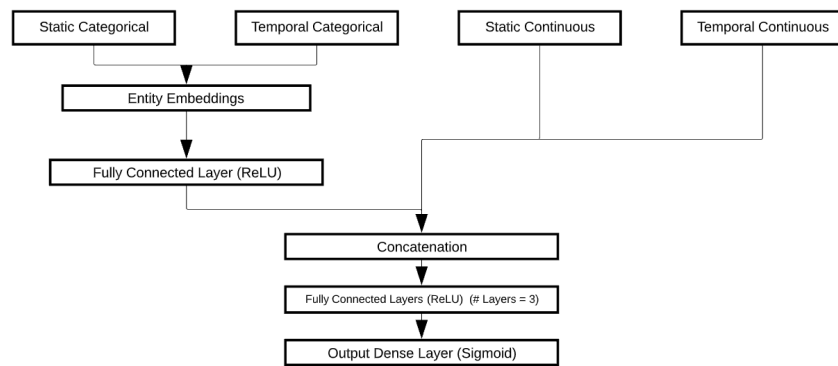 Static Categorical
Temporal Categorical
Static Continuous
Temporal Continuous
Entity Embeddings
Fully Connected Layer (ReLU)
Concatenation
Fully Connected Layers (ReLU)  (# Layers = 3)
Output Dense Layer (Sigmoid)